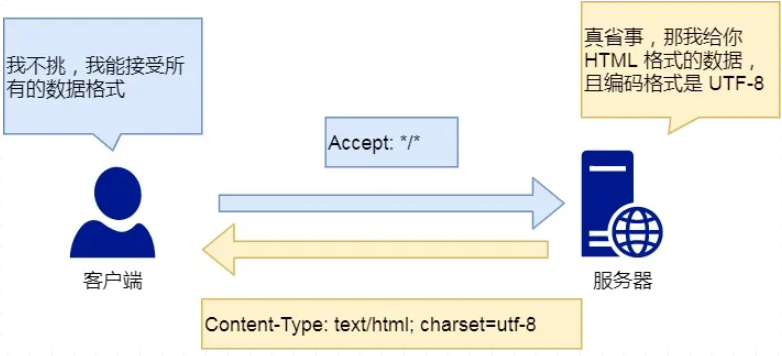 我不挑，我能接受所
有的数据格式
真省事，那我给你
HTML 格式的数据，
且编码格式是 UTF-8
Accept: */*
客户端
服务器
Content-Type: text/html; charset=utf-8